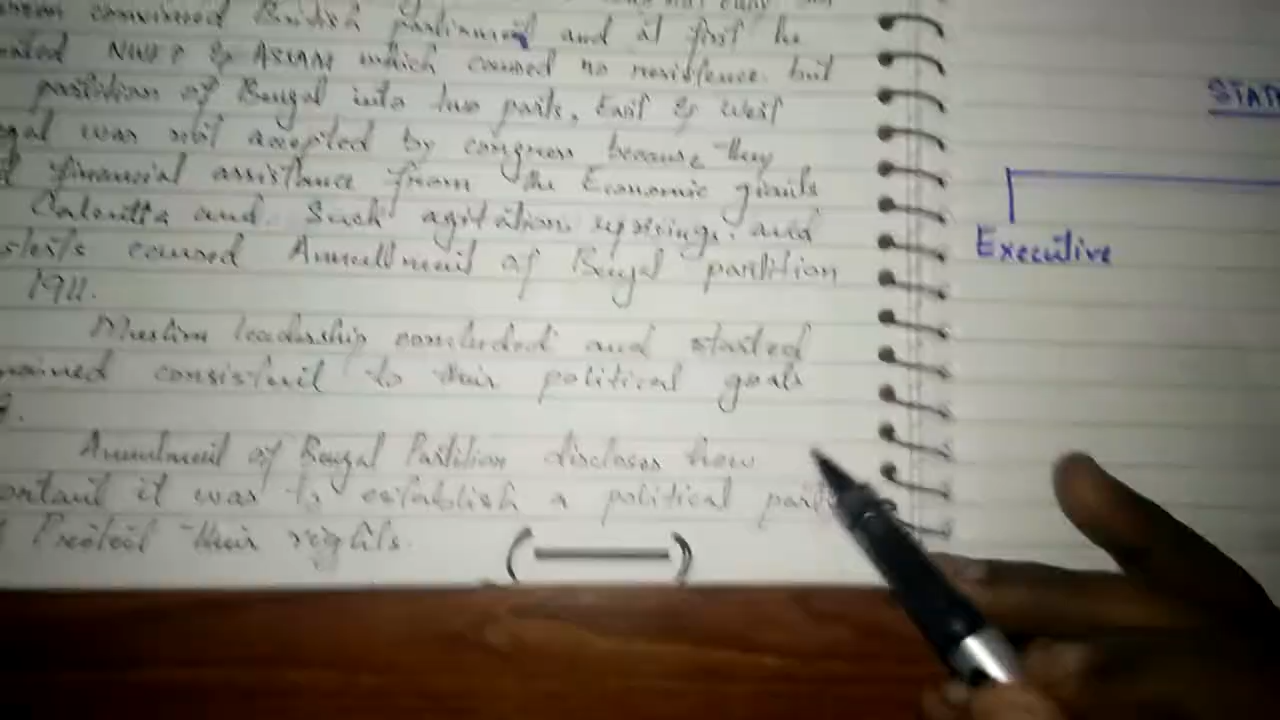 convinced British Parliament and at first he
NWFP & ASSAM which caused no resistence. but
partition of Bengal into two parts, East & West
was not accepted by congress because they
financial assistance from the Economic giants
Calcutta and. Such agitation, uprising, and
caused Annullment of Bengal partition
1911.
Muslim leadership concluded and started
consistent to their political goals
Annulment of Bengal Partition discloses how
it was to establish a political
Protect their rights.
(—)
STAT
Executive